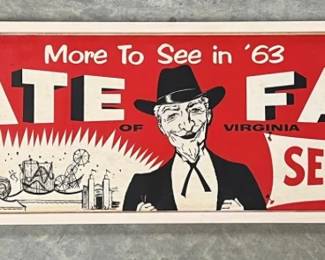 More To See in '63
ATE FA
OF VIRGINIA
SE